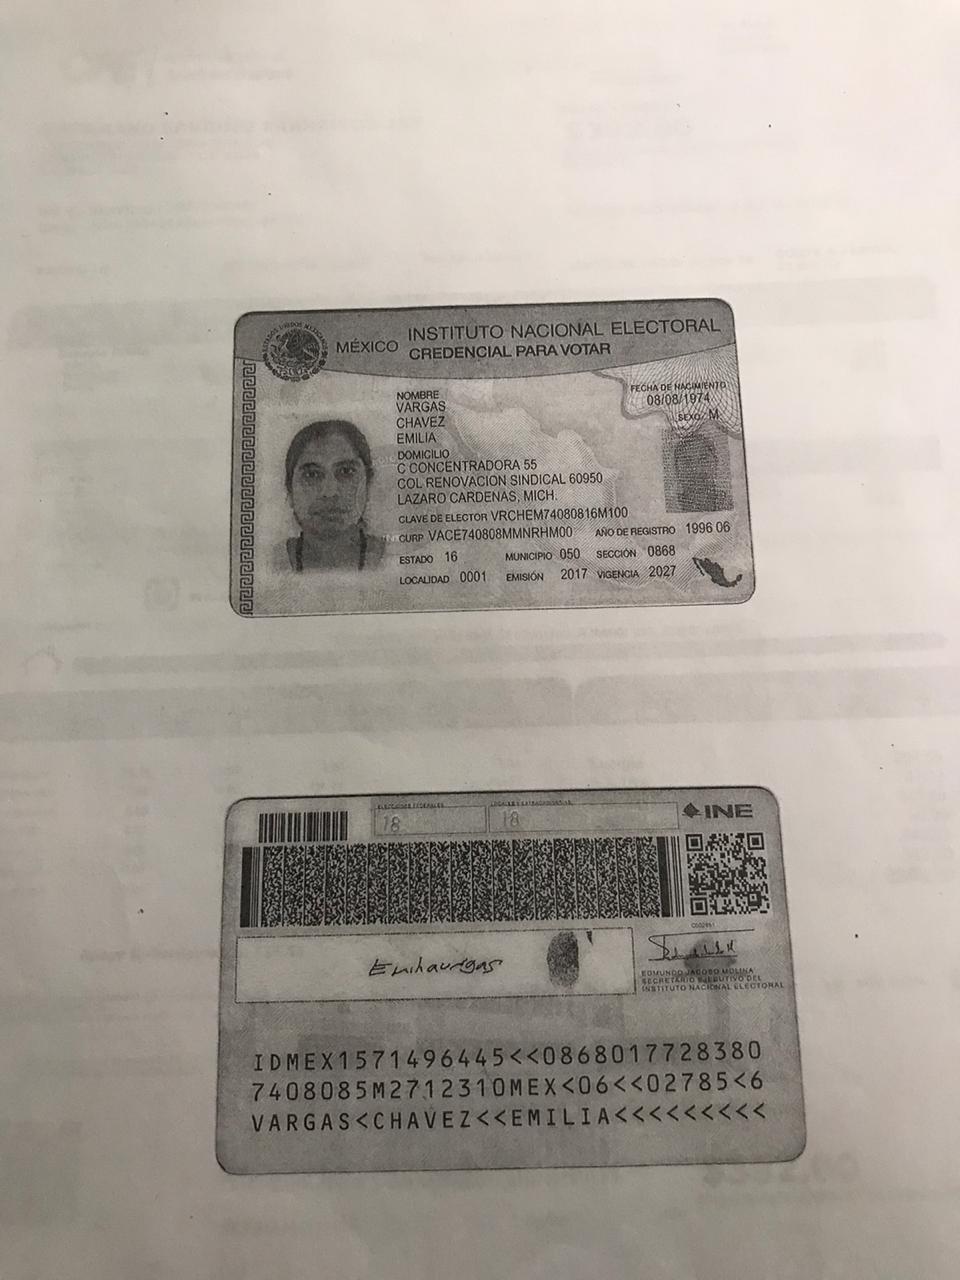 INSTITUTO NACIONAL ELECTORAL
MÉXICO CREDENCIAL PARA VOTAR
ESTADOS UNIDOS MEXICANOS
NOMBRE
VARGAS
CHAVEZ
EMILIA
FECHA DE NACIMIENTO
08/08/1974
SEXO M
DOMICILIO
C CONCENTRADORA 55
COL RENOVACION SINDICAL 60950
LAZARO CARDENAS, MICH.
CLAVE DE ELECTOR VRCHEM74080816M100
CURP VACE740808MMNRHM00 AÑO DE REGISTRO 1996 06
ESTADO 16 MUNICIPIO 050 SECCIÓN 0868
LOCALIDAD 0001 EMISIÓN 2017 VIGENCIA 2027
ELECCIONES FEDERALES LOCALES Y EXTRAORDINARIAS
18 18
INE
EDMUNDO JACOBO MOLINA
SECRETARIO EJECUTIVO DEL
INSTITUTO NACIONAL ELECTORAL
IDMEX1571496445<<0868017728380
7408085M2712310MEX<06<<02785<6
VARGAS<CHAVEZ<<EMILIA<<<<<<<<<